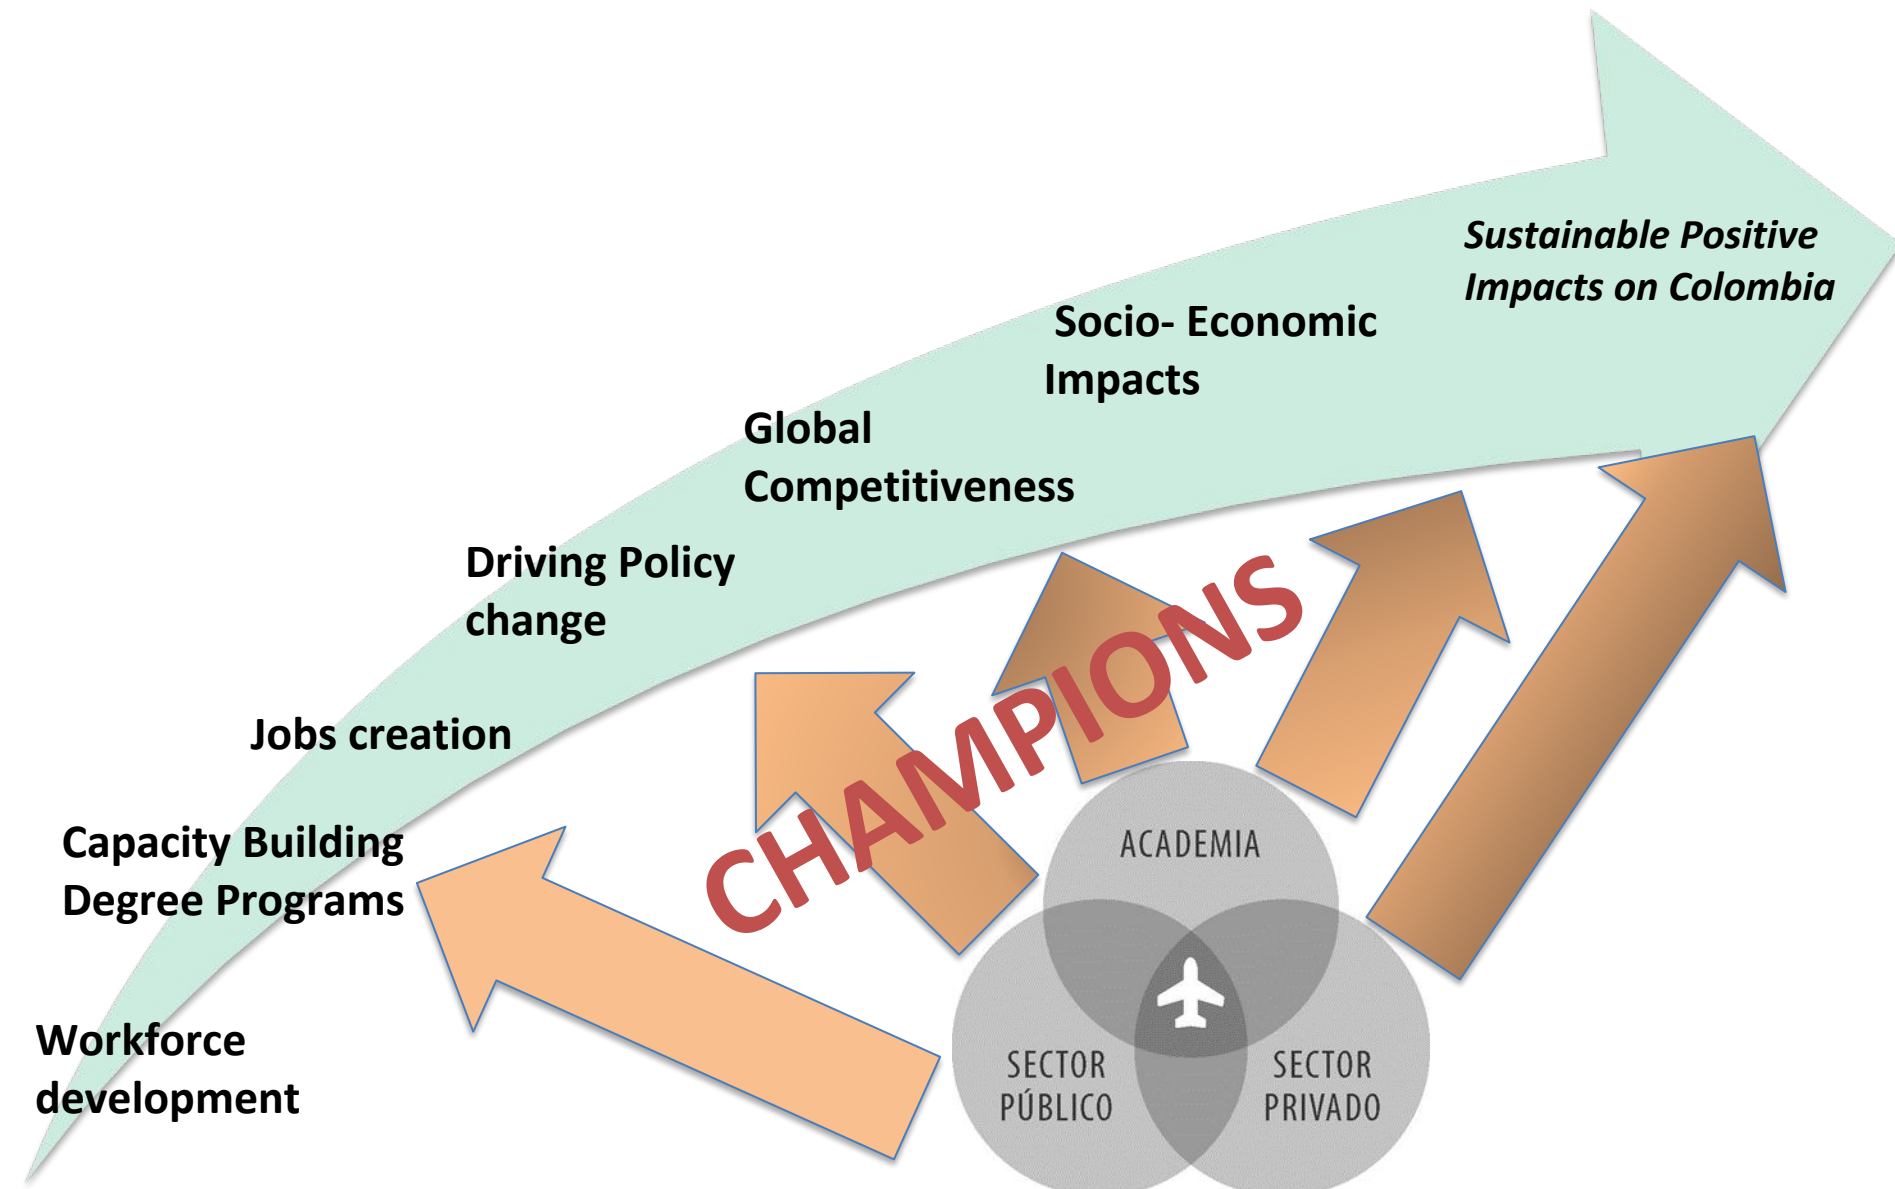 Sustainable Positive
Impacts on Colombia
Socio- Economic
Impacts
Global
Competitiveness
Driving Policy
change
Jobs creation
Capacity Building
Degree Programs
Workforce
development
CHAMPIONS
ACADEMIA
SECTOR
PÚBLICO
SECTOR
PRIVADO